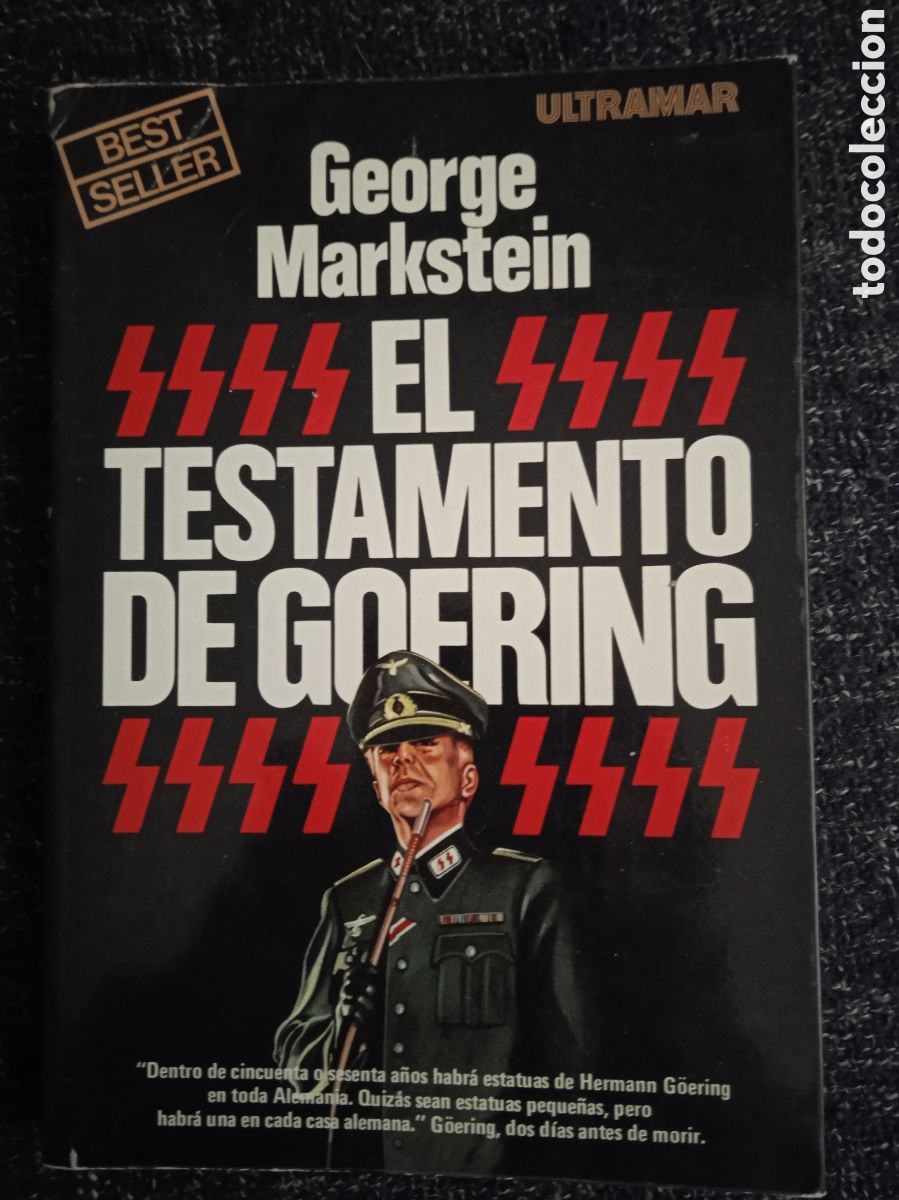 BEST
SELLER
ULTRAMAR
George
Markstein
EL
TESTAMENTO
DE GOERING
"Dentro de cincuenta o sesenta años habrá estatuas de Hermann Göering
en toda Alemania. Quizás sean estatuas pequeñas, pero
habrá una en cada casa alemana." Göering, dos días antes de morir.
todocoleccion